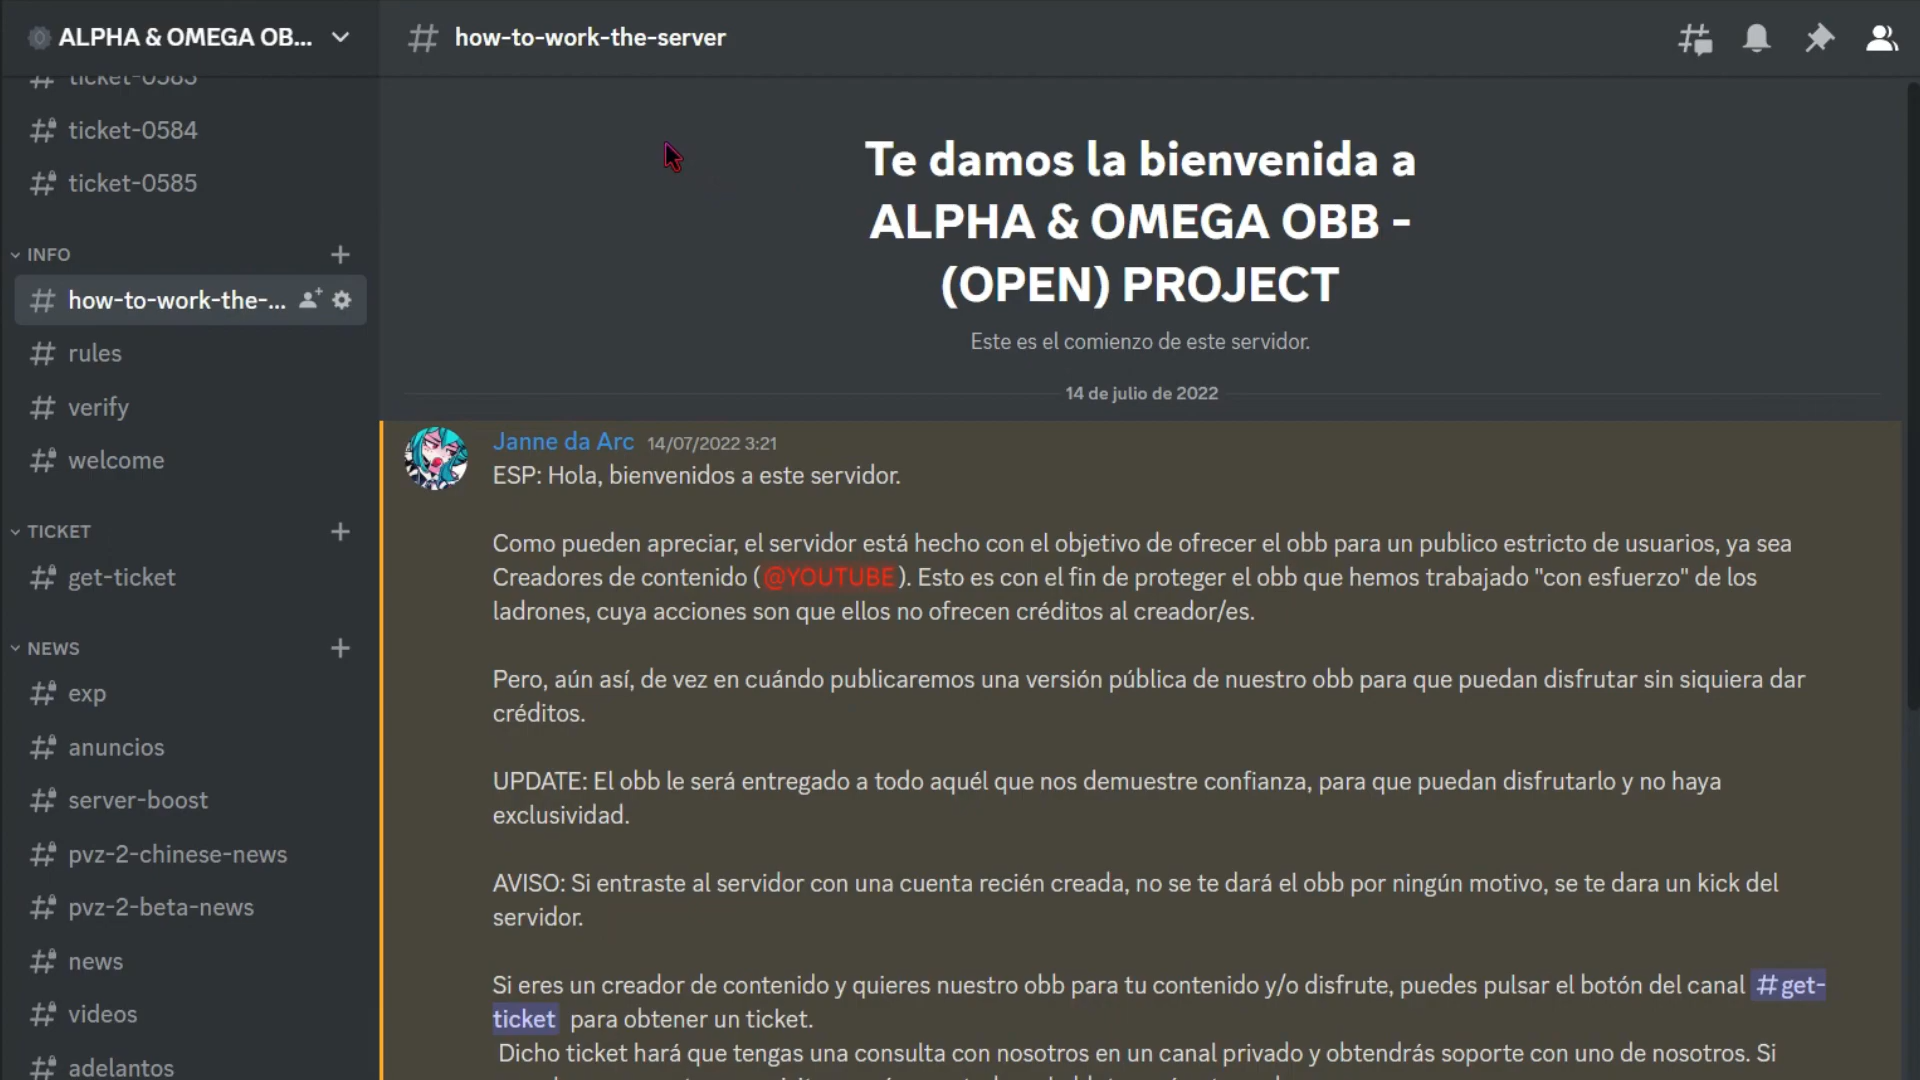 ALPHA & OMEGA OB...
ticket-0583
ticket-0584
ticket-0585
INFO
how-to-work-the-...
rules
verify
welcome
TICKET
get-ticket
NEWS
exp
anuncios
server-boost
pvz-2-chinese-news
pvz-2-beta-news
news
videos
adelantos
how-to-work-the-server
Te damos la bienvenida a
ALPHA & OMEGA OBB -
(OPEN) PROJECT
Este es el comienzo de este servidor.
14 de julio de 2022
Janne da Arc 14/07/2022 3:21
ESP: Hola, bienvenidos a este servidor.
Como pueden apreciar, el servidor está hecho con el objetivo de ofrecer el obb para un publico estricto de usuarios, ya sea
Creadores de contenido (@YOUTUBE). Esto es con el fin de proteger el obb que hemos trabajado "con esfuerzo" de los
ladrones, cuya acciones son que ellos no ofrecen créditos al creador/es.
Pero, aún así, de vez en cuándo publicaremos una versión pública de nuestro obb para que puedan disfrutar sin siquiera dar
créditos.
UPDATE: El obb le será entregado a todo aquél que nos demuestre confianza, para que puedan disfrutarlo y no haya
exclusividad.
AVISO: Si entraste al servidor con una cuenta recién creada, no se te dará el obb por ningún motivo, se te dara un kick del
servidor.
Si eres un creador de contenido y quieres nuestro obb para tu contenido y/o disfrute, puedes pulsar el botón del canal #get-
ticket para obtener un ticket.
Dicho ticket hará que tengas una consulta con nosotros en un canal privado y obtendrás soporte con uno de nosotros. Si